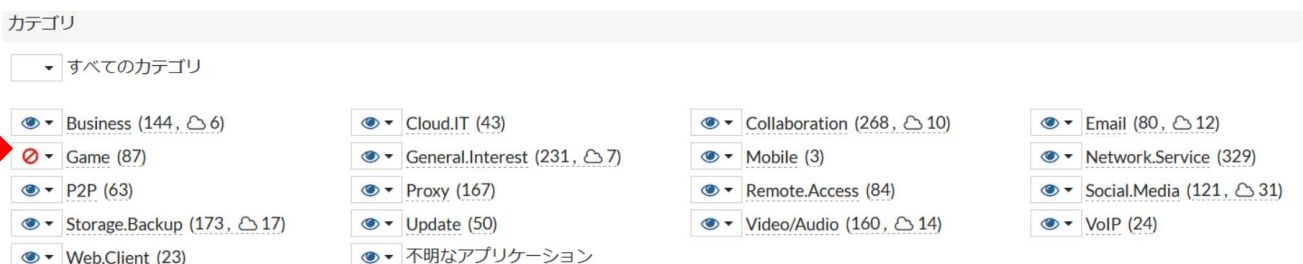 カテゴリ
すべてのカテゴリ
Business (144, 6) Cloud.IT (43) Collaboration (268, 10) Email (80, 12)
Game (87) General.Interest (231, 7) Mobile (3) Network.Service (329)
P2P (63) Proxy (167) Remote.Access (84) Social.Media (121, 31)
Storage.Backup (173, 17) Update (50) Video/Audio (160, 14) VoIP (24)
Web.Client (23) 不明なアプリケーション